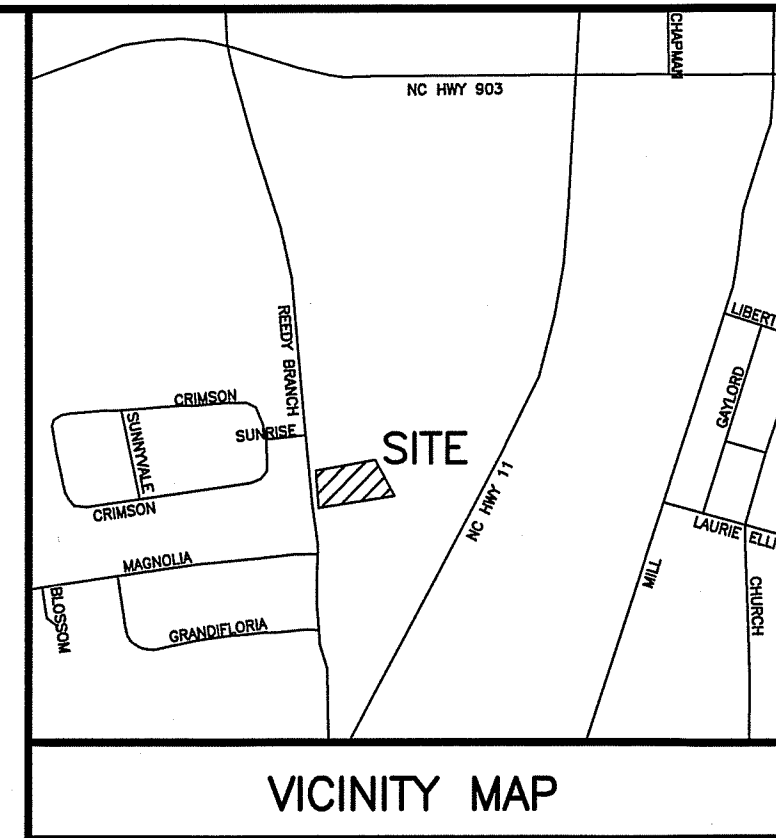 CHAPMAN
NC HWY 903
REEDY BRANCH
LIBERT
GAYLORD
CRIMSON
SUNNYVALE
SUNRISE
SITE
NC HWY 11
CRIMSON
LAURIE ELLI
MAGNOLIA
MILL
BLOSSOM
CHURCH
GRANDIFLORIA
VICINITY MAP